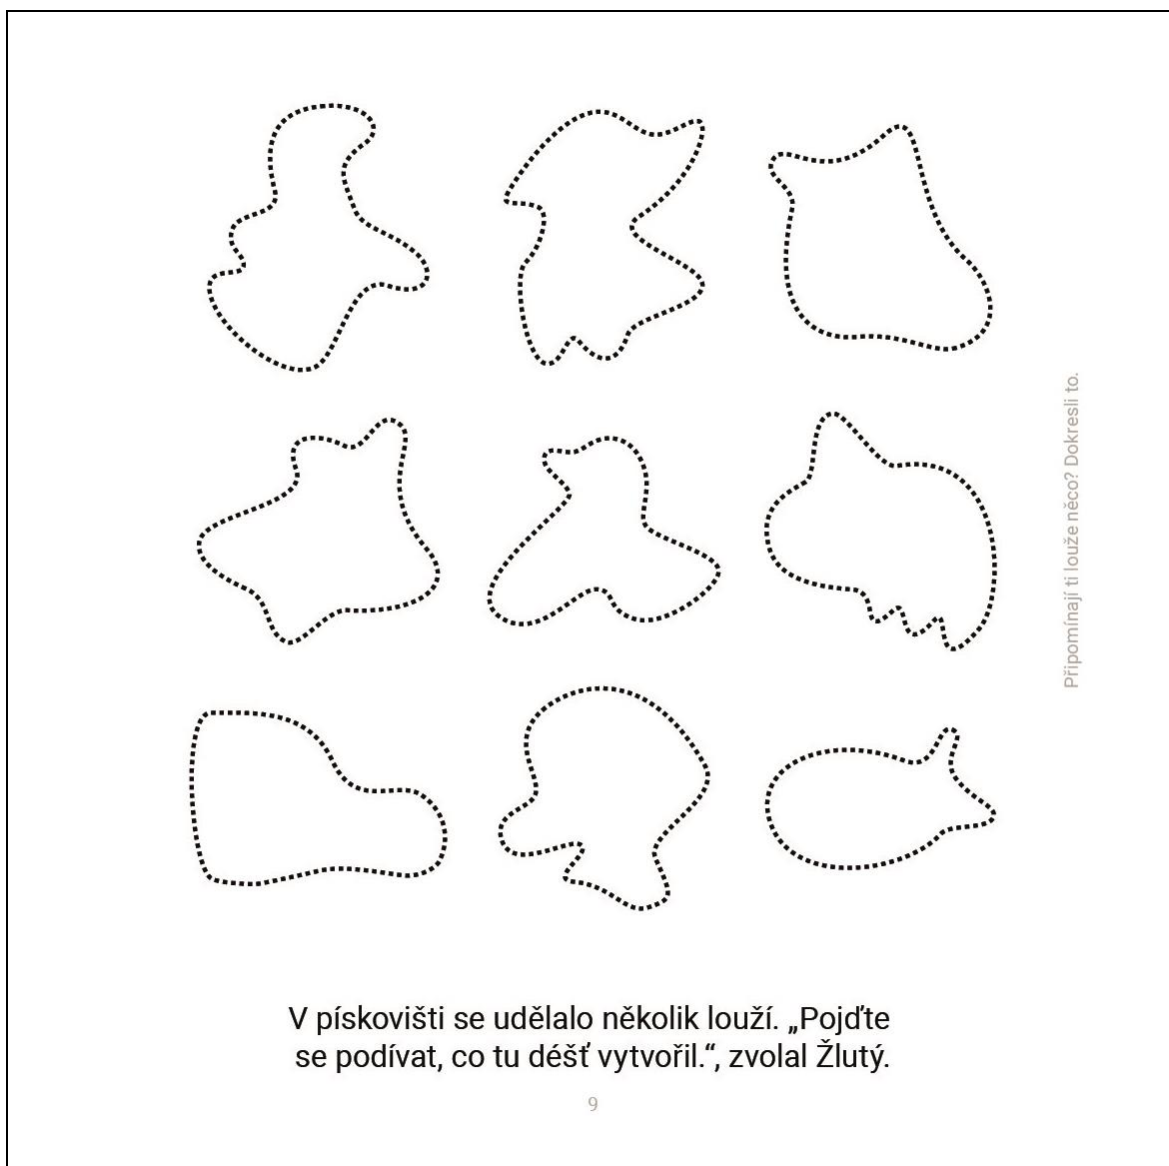 Připomínají ti louže něco? Dokresli to.
V pískovišti se udělalo několik louží. „Pojďte
se podívat, co tu déšť vytvořil.“, zvolal Žlutý.
9